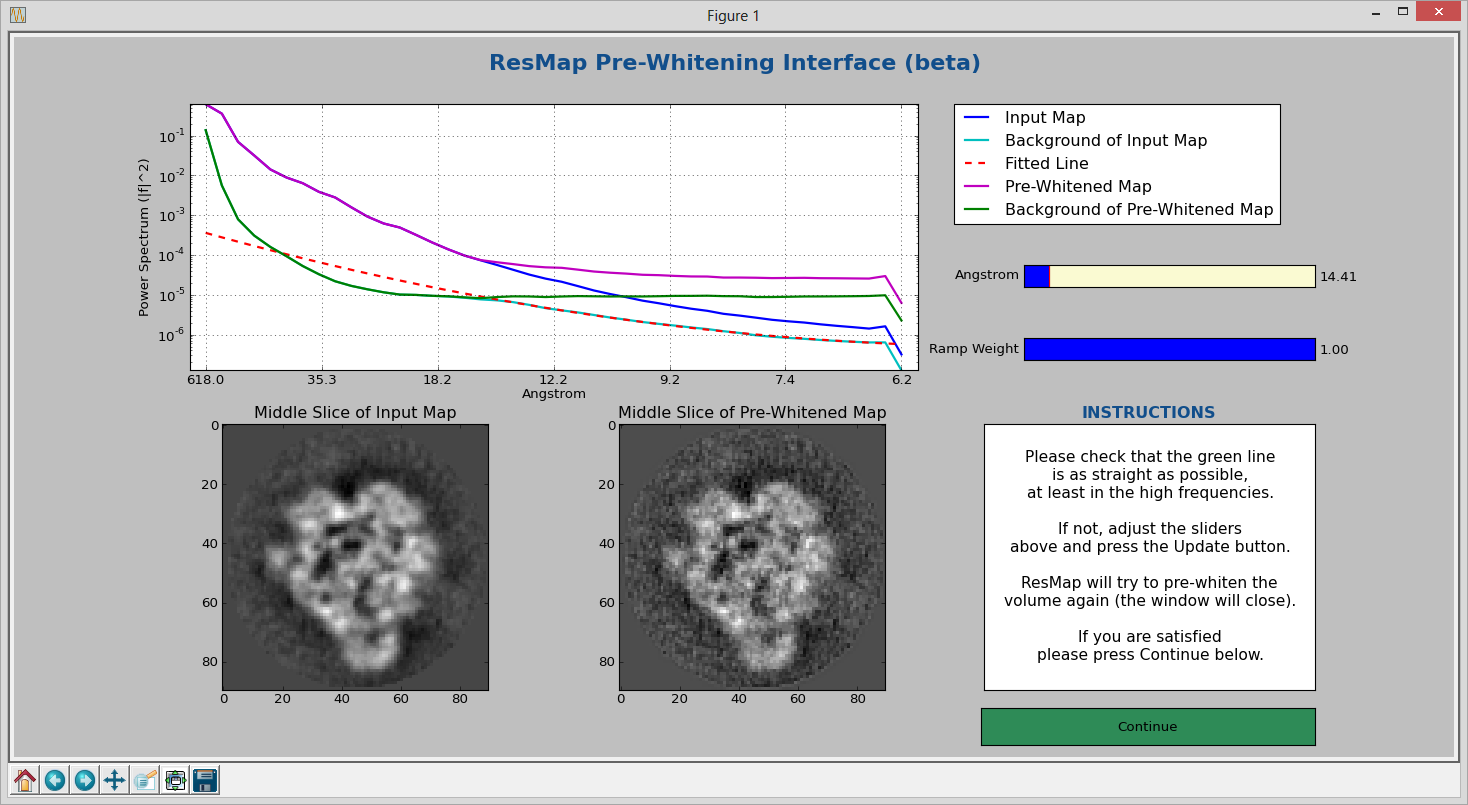 Figure 1
ResMap Pre-Whitening Interface (beta)
Power Spectrum (|f|^2)
10^-1
10^-2
10^-3
10^-4
10^-5
10^-6
618.0 35.3 18.2 12.2 9.2 7.4 6.2
Angstrom
Input Map
Background of Input Map
Fitted Line
Pre-Whitened Map
Background of Pre-Whitened Map
Angstrom 14.41
Ramp Weight 1.00
Middle Slice of Input Map
0
20
40
60
80
0 20 40 60 80
Middle Slice of Pre-Whitened Map
0
20
40
60
80
0 20 40 60 80
INSTRUCTIONS
Please check that the green line
is as straight as possible,
at least in the high frequencies.
If not, adjust the sliders
above and press the Update button.
ResMap will try to pre-whiten the
volume again (the window will close).
If you are satisfied
please press Continue below.
Continue